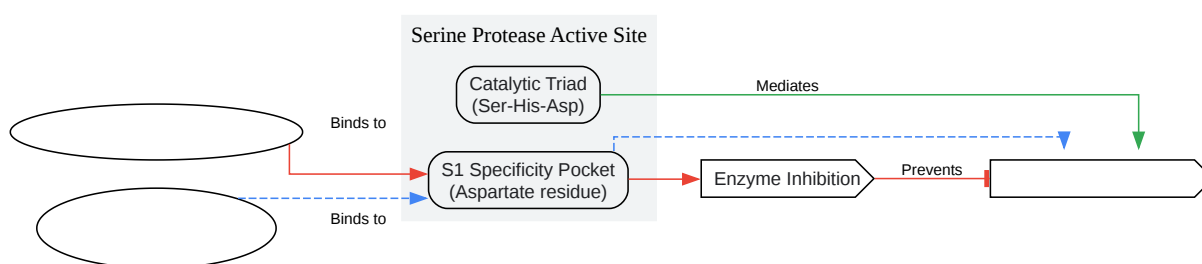 Serine Protease Active Site
Catalytic Triad
(Ser-His-Asp)
Mediates
Binds to
S1 Specificity Pocket
(Aspartate residue)
Enzyme Inhibition
Prevents
Binds to